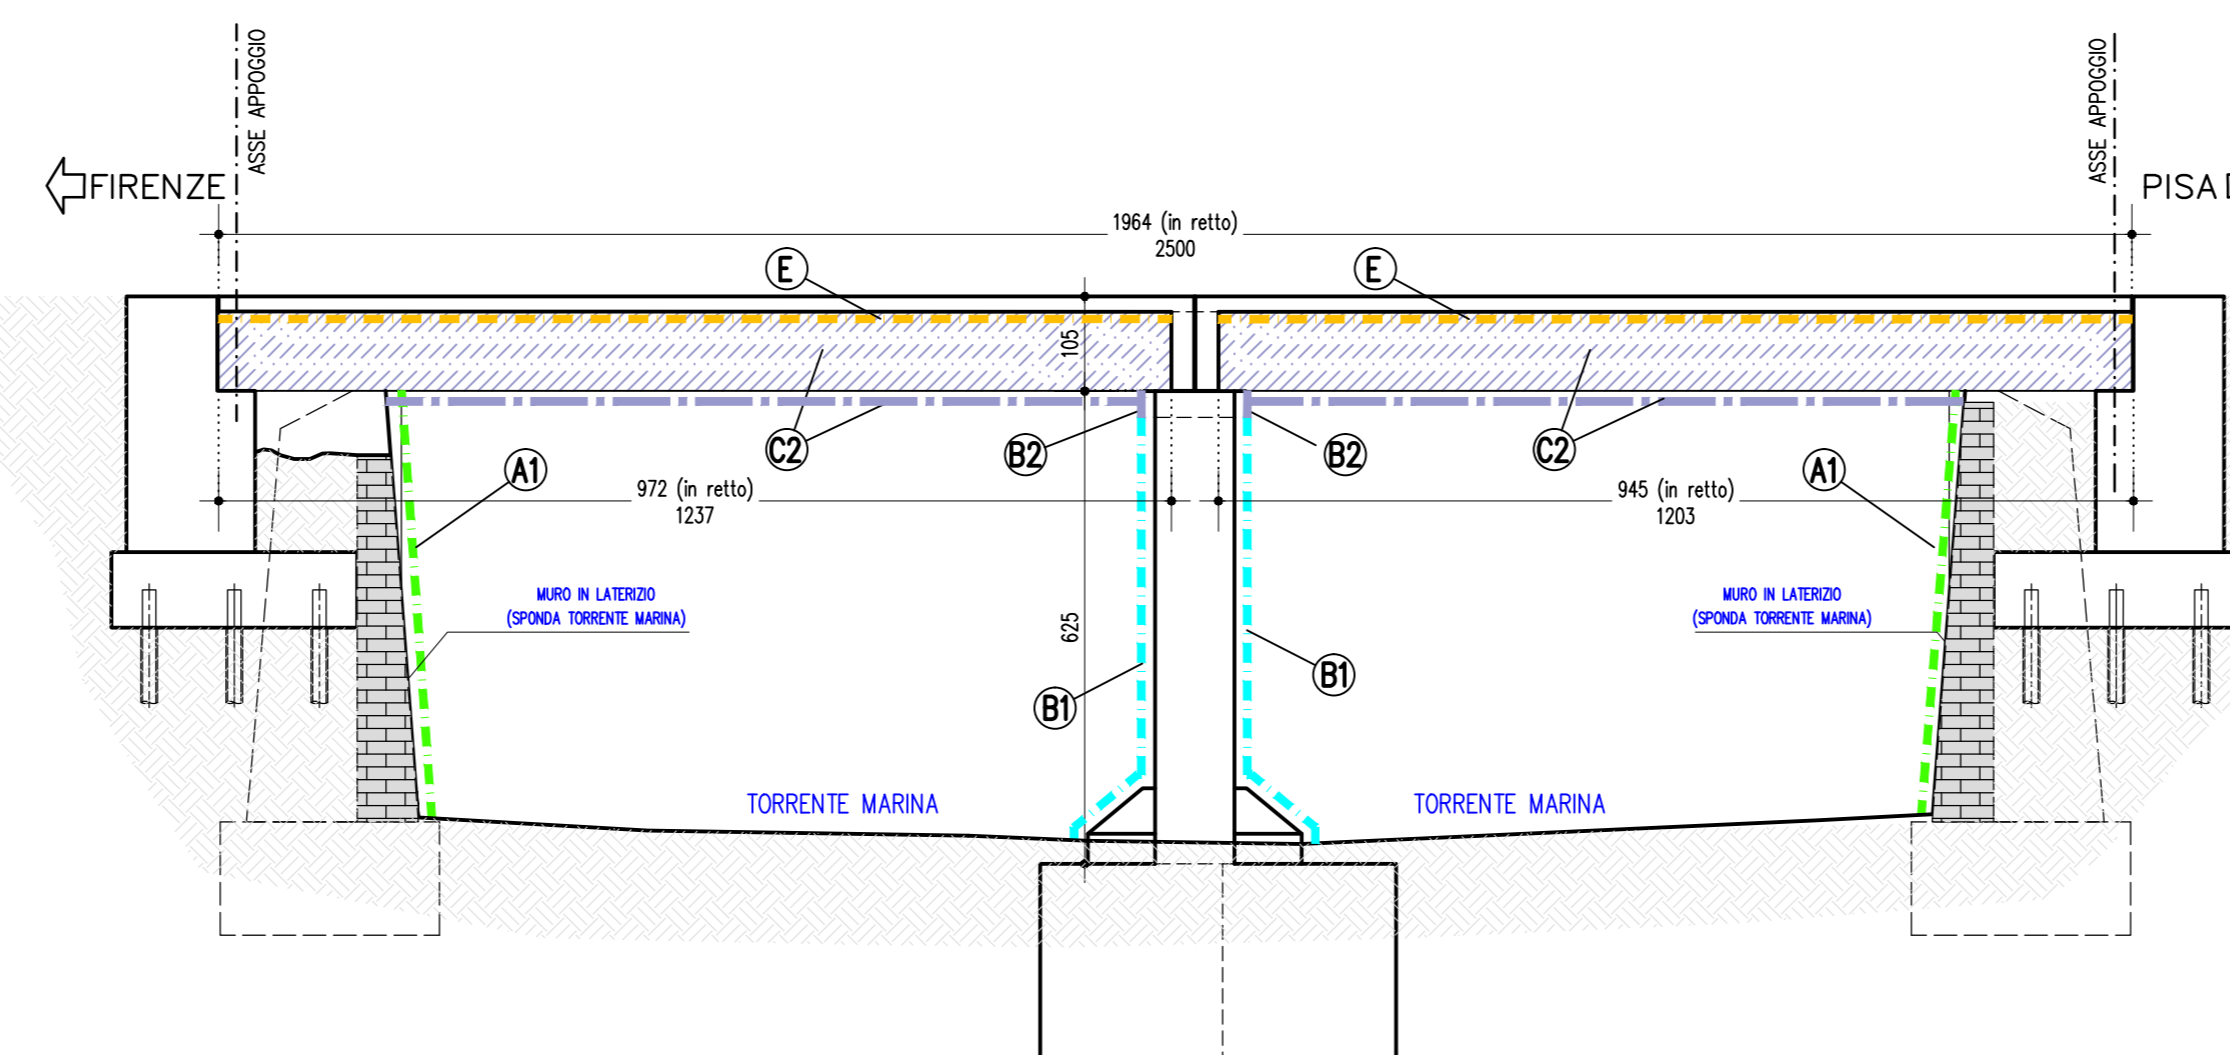 ASSE APPOGGIO
ASSE APPOGGIO
FIRENZE
PISA
1964 (in retto)
2500
E
E
105
C2
C2
B2
B2
A1
A1
972 (in retto)
1237
945 (in retto)
1203
MURO IN LATERIZIO
(SPONDA TORRENTE MARINA)
MURO IN LATERIZIO
(SPONDA TORRENTE MARINA)
625
B1
B1
TORRENTE MARINA
TORRENTE MARINA